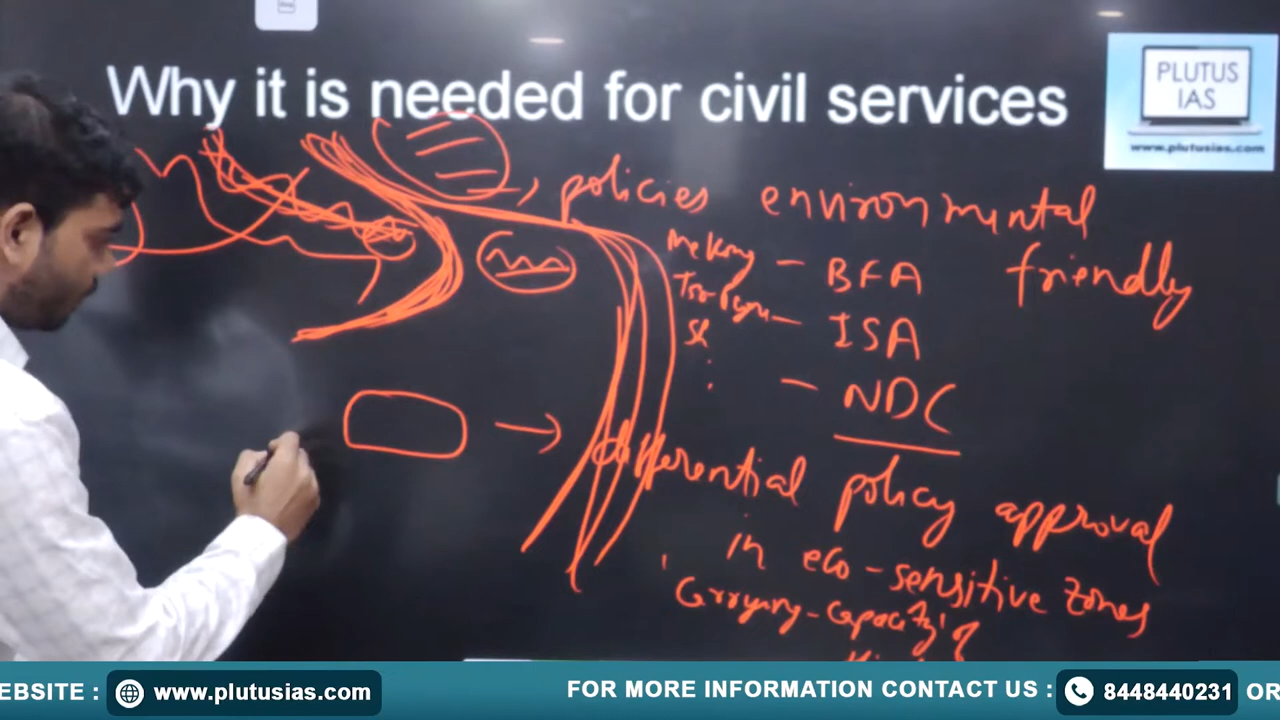 Why it is needed for civil services
PLUTUS
IAS
www.plutusias.com
policies environmental
friendly
- BFA
- ISA
- NDC
differential policy approval
in eco-sensitive zones
Carrying-Capacity of
EBSITE :
www.plutusias.com
FOR MORE INFORMATION CONTACT US :
8448440231
OR